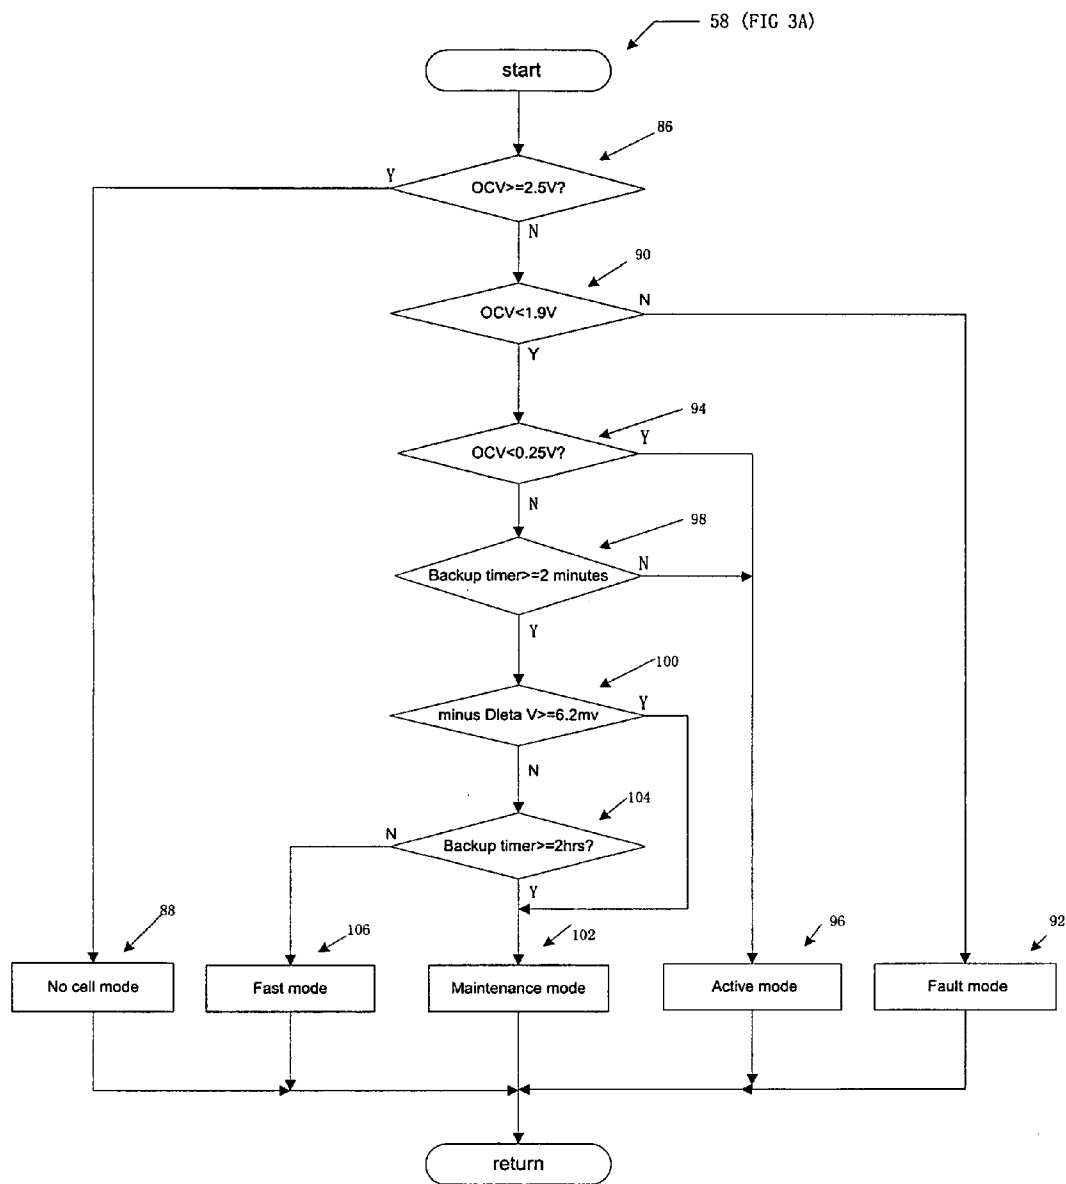 58 (FIG 3A)
start
86
Y
OCV>=2.5V?
N
90
OCV<1.9V
N
Y
94
OCV<0.25V?
Y
N
98
Backup timer>=2 minutes
N
Y
100
minus Dleta V>=6.2mv
Y
N
104
N
Backup timer>=2hrs?
Y
88
106
102
96
92
No cell mode
Fast mode
Maintenance mode
Active mode
Fault mode
return